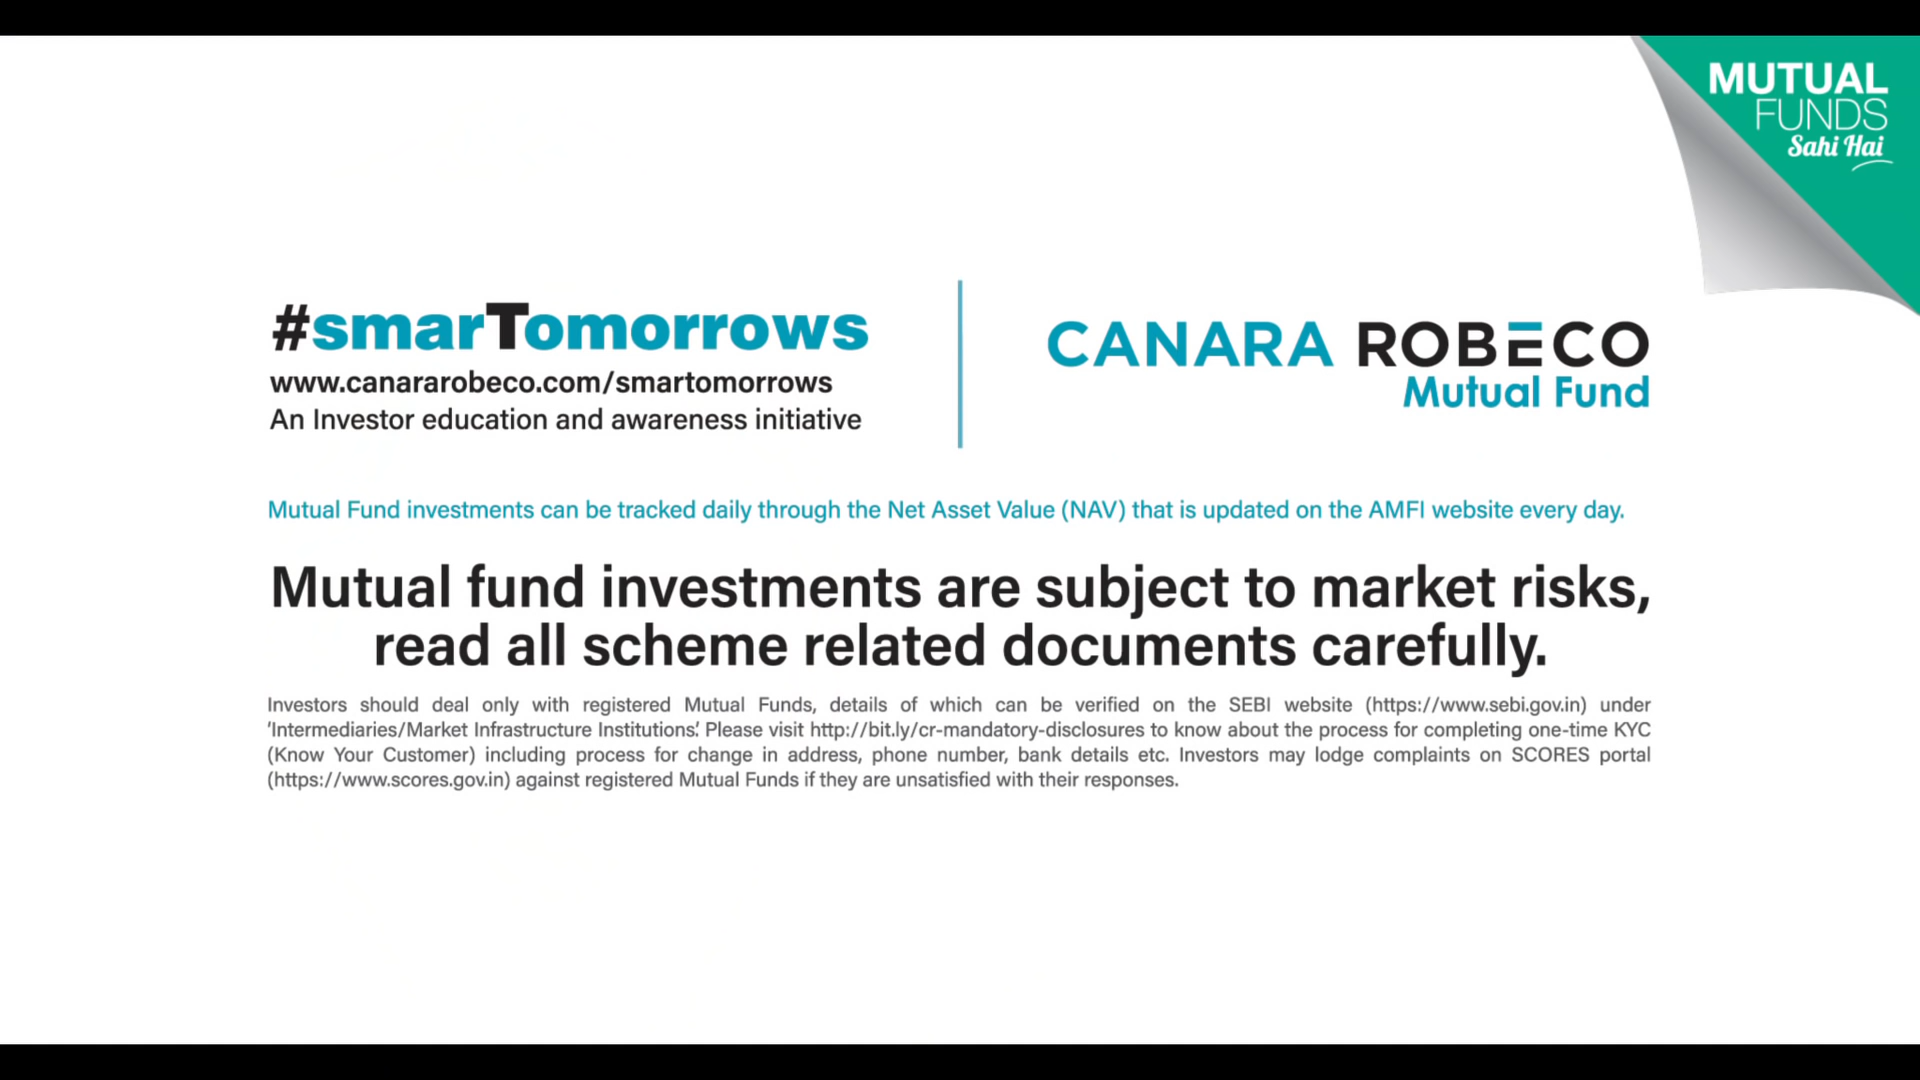 MUTUAL
FUNDS
Sahi Hai
#smarTomorrows
www.canararobeco.com/smartomorrows
An Investor education and awareness initiative
CANARA ROBECO
Mutual Fund
Mutual Fund investments can be tracked daily through the Net Asset Value (NAV) that is updated on the AMFI website every day.
Mutual fund investments are subject to market risks,
read all scheme related documents carefully.
Investors should deal only with registered Mutual Funds, details of which can be verified on the SEBI website (https://www.sebi.gov.in) under
'Intermediaries/Market Infrastructure Institutions'. Please visit http://bit.ly/cr-mandatory-disclosures to know about the process for completing one-time KYC
(Know Your Customer) including process for change in address, phone number, bank details etc. Investors may lodge complaints on SCORES portal
(https://www.scores.gov.in) against registered Mutual Funds if they are unsatisfied with their responses.